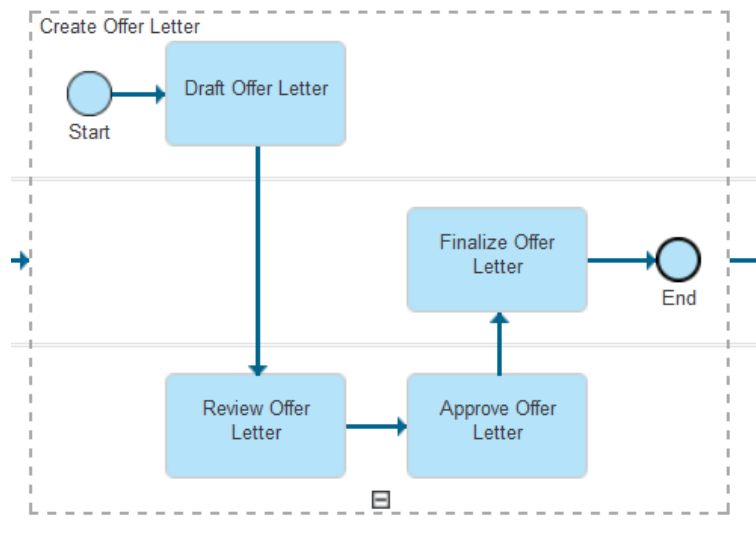 Create Offer Letter
Draft Offer Letter
Start
Finalize Offer
Letter
End
Review Offer
Letter
Approve Offer
Letter